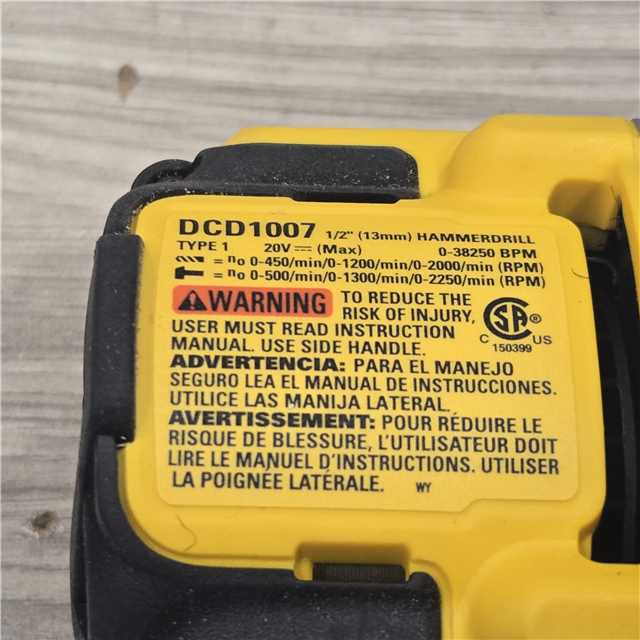 DCD1007 1/2" (13mm) HAMMERDRILL
TYPE 1 20V ⎓ (Max) 0-38250 BPM
= n₀ 0-450/min/0-1200/min/0-2000/min (RPM)
= n₀ 0-500/min/0-1300/min/0-2250/min (RPM)
⚠WARNING TO REDUCE THE
RISK OF INJURY,
USER MUST READ INSTRUCTION
MANUAL. USE SIDE HANDLE.
CSA®
C US
150399
ADVERTENCIA: PARA EL MANEJO
SEGURO LEA EL MANUAL DE INSTRUCCIONES.
UTILICE LAS MANIJA LATERAL.
AVERTISSEMENT: POUR RÉDUIRE LE
RISQUE DE BLESSURE, L'UTILISATEUR DOIT
LIRE LE MANUEL D'INSTRUCTIONS. UTILISER
LA POIGNÉE LATÉRALE. WY